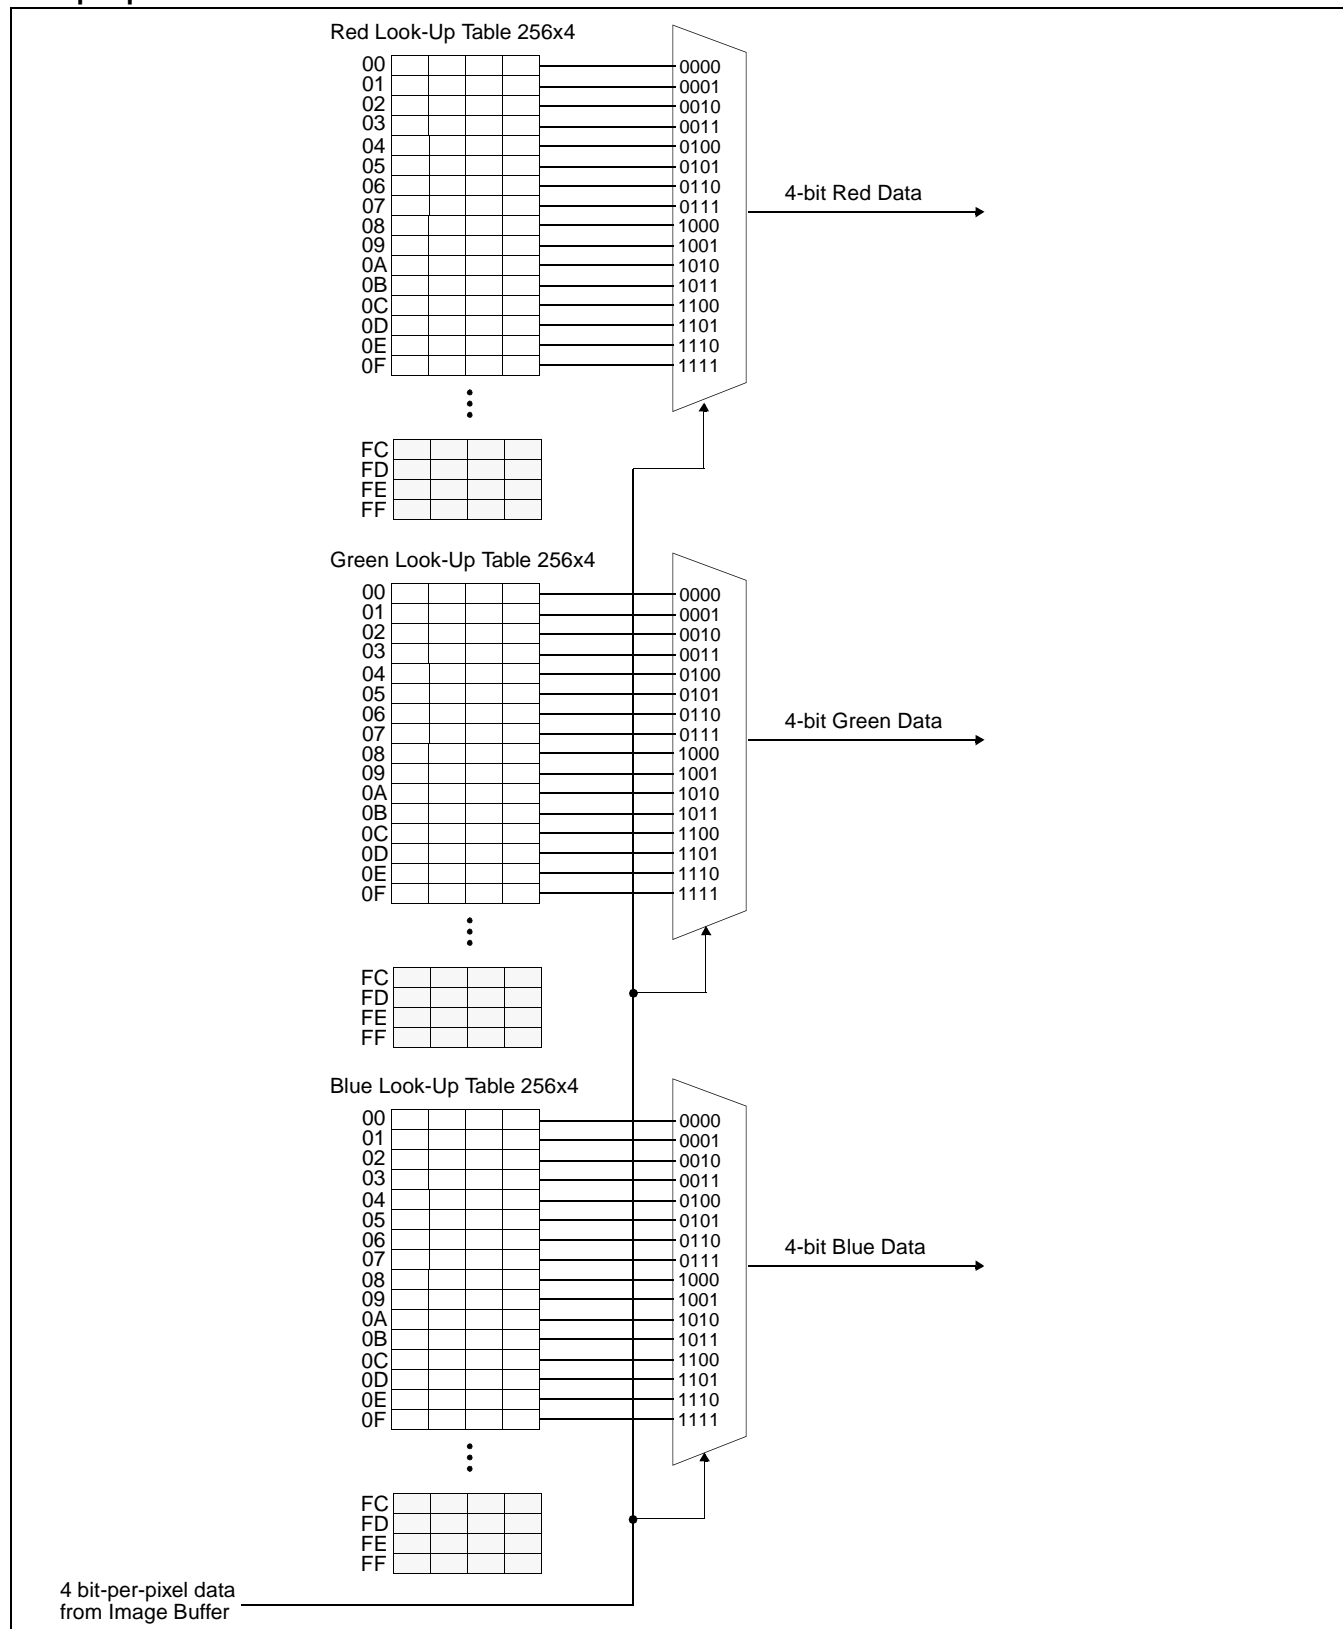 Red Look-Up Table 256x4
00 0000
01 0001
02 0010
03 0011
04 0100
05 0101
06 0110
07 0111
08 1000
09 1001
0A 1010
0B 1011
0C 1100
0D 1101
0E 1110
0F 1111
4-bit Red Data
FC
FD
FE
FF
Green Look-Up Table 256x4
00 0000
01 0001
02 0010
03 0011
04 0100
05 0101
06 0110
07 0111
08 1000
09 1001
0A 1010
0B 1011
0C 1100
0D 1101
0E 1110
0F 1111
4-bit Green Data
FC
FD
FE
FF
Blue Look-Up Table 256x4
00 0000
01 0001
02 0010
03 0011
04 0100
05 0101
06 0110
07 0111
08 1000
09 1001
0A 1010
0B 1011
0C 1100
0D 1101
0E 1110
0F 1111
4-bit Blue Data
FC
FD
FE
FF
4 bit-per-pixel data
from Image Buffer